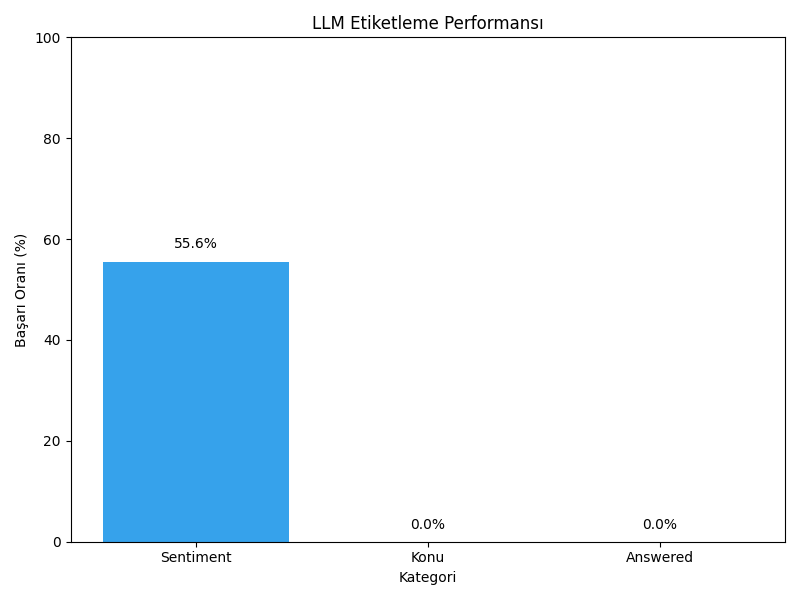 LLM Etiketleme Performansı
Başarı Oranı (%)
100
80
60
40
20
0
55.6%
0.0%
0.0%
Sentiment
Konu
Answered
Kategori